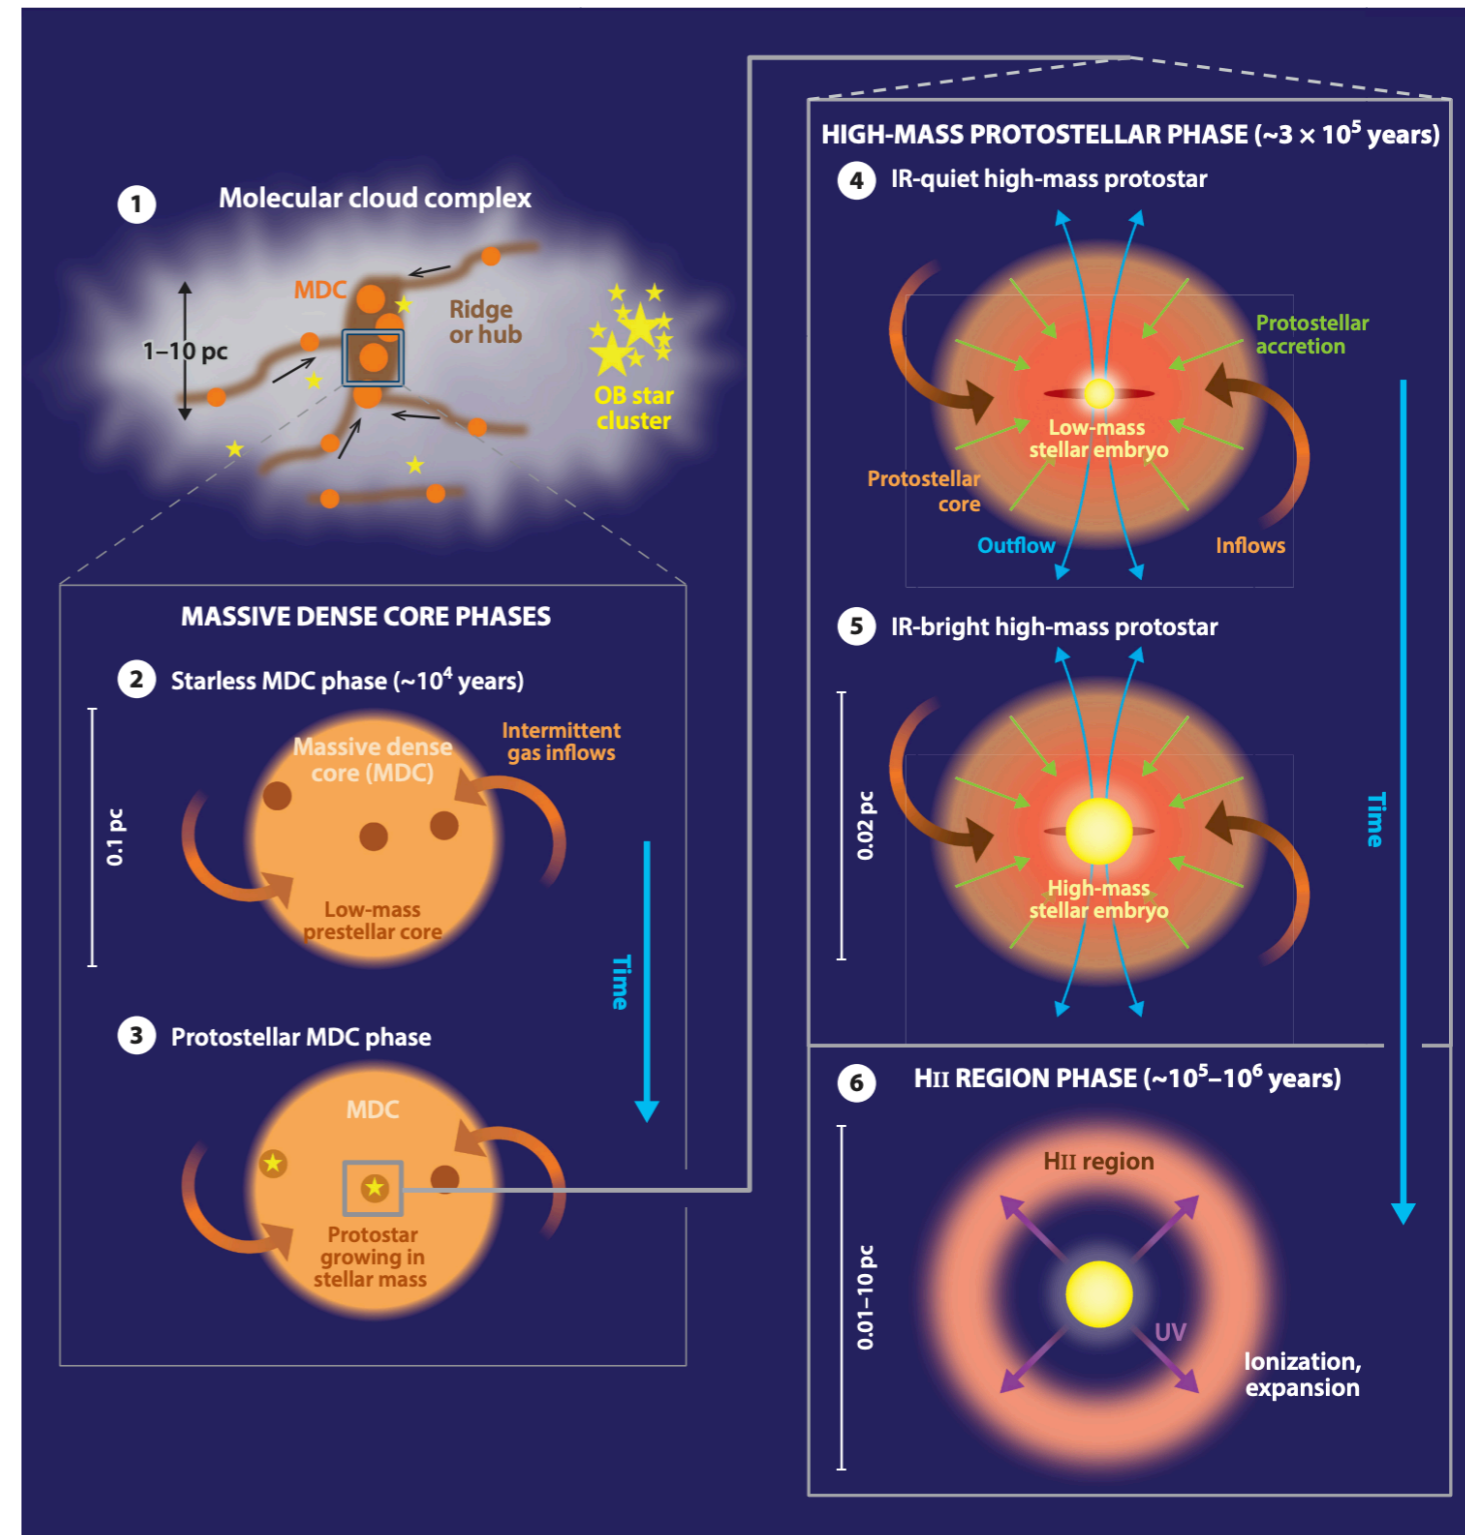 1 Molecular cloud complex
MDC
Ridge
or hub
1–10 pc
OB star
cluster
MASSIVE DENSE CORE PHASES
2 Starless MDC phase (~10⁴ years)
Massive dense
core (MDC)
Intermittent
gas inflows
0.1 pc
Low-mass
prestellar core
Time
3 Protostellar MDC phase
MDC
Protostar
growing in
stellar mass
HIGH-MASS PROTOSTELLAR PHASE (~3 × 10⁵ years)
4 IR-quiet high-mass protostar
Protostellar
accretion
Low-mass
stellar embryo
Protostellar
core
Outflow
Inflows
5 IR-bright high-mass protostar
0.02 pc
High-mass
stellar embryo
Time
6 HII REGION PHASE (~10⁵–10⁶ years)
HII region
0.01–10 pc
UV
Ionization,
expansion